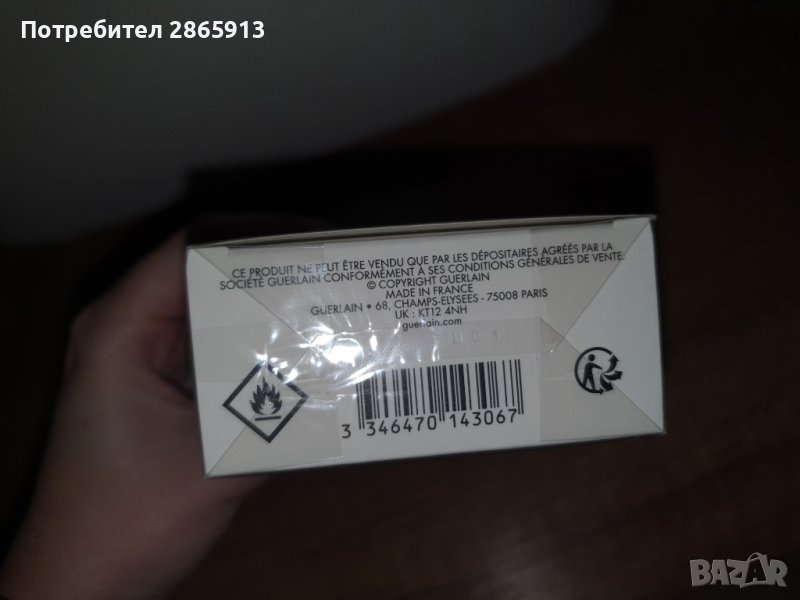 Потребител 2865913
CE PRODUIT NE PEUT ÊTRE VENDU QUE PAR LES DÉPOSITAIRES AGRÉÉS PAR LA
SOCIÉTÉ GUERLAIN CONFORMÉMENT À SES CONDITIONS GÉNÉRALES DE VENTE.
© COPYRIGHT GUERLAIN
MADE IN FRANCE
GUERLAIN • 68, CHAMPS-ELYSEES - 75008 PARIS
UK : KT12 4NH
guerlain.com
3 346470 143067
BAZAR